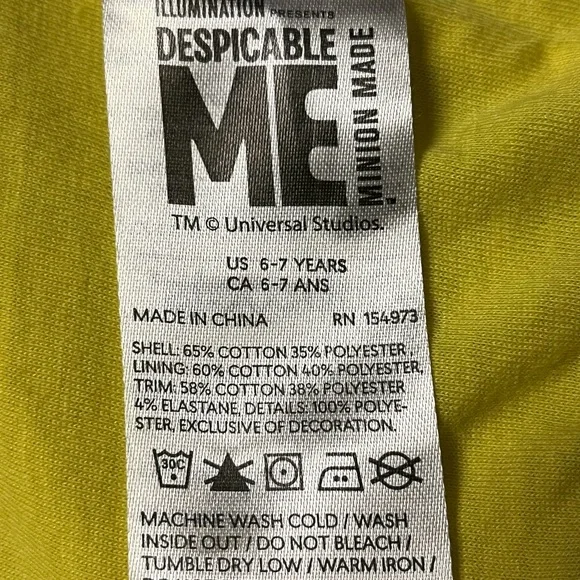 ILLUMINATION PRESENTS
DESPICABLE
ME
MINION MADE
TM © Universal Studios.
US 6-7 YEARS
CA 6-7 ANS
MADE IN CHINA RN 154973
SHELL: 65% COTTON 35% POLYESTER,
LINING: 60% COTTON 40% POLYESTER,
TRIM: 58% COTTON 38% POLYESTER
4% ELASTANE, DETAILS: 100% POLYE-
STER, EXCLUSIVE OF DECORATION.
30C
MACHINE WASH COLD / WASH
INSIDE OUT / DO NOT BLEACH /
TUMBLE DRY LOW / WARM IRON /